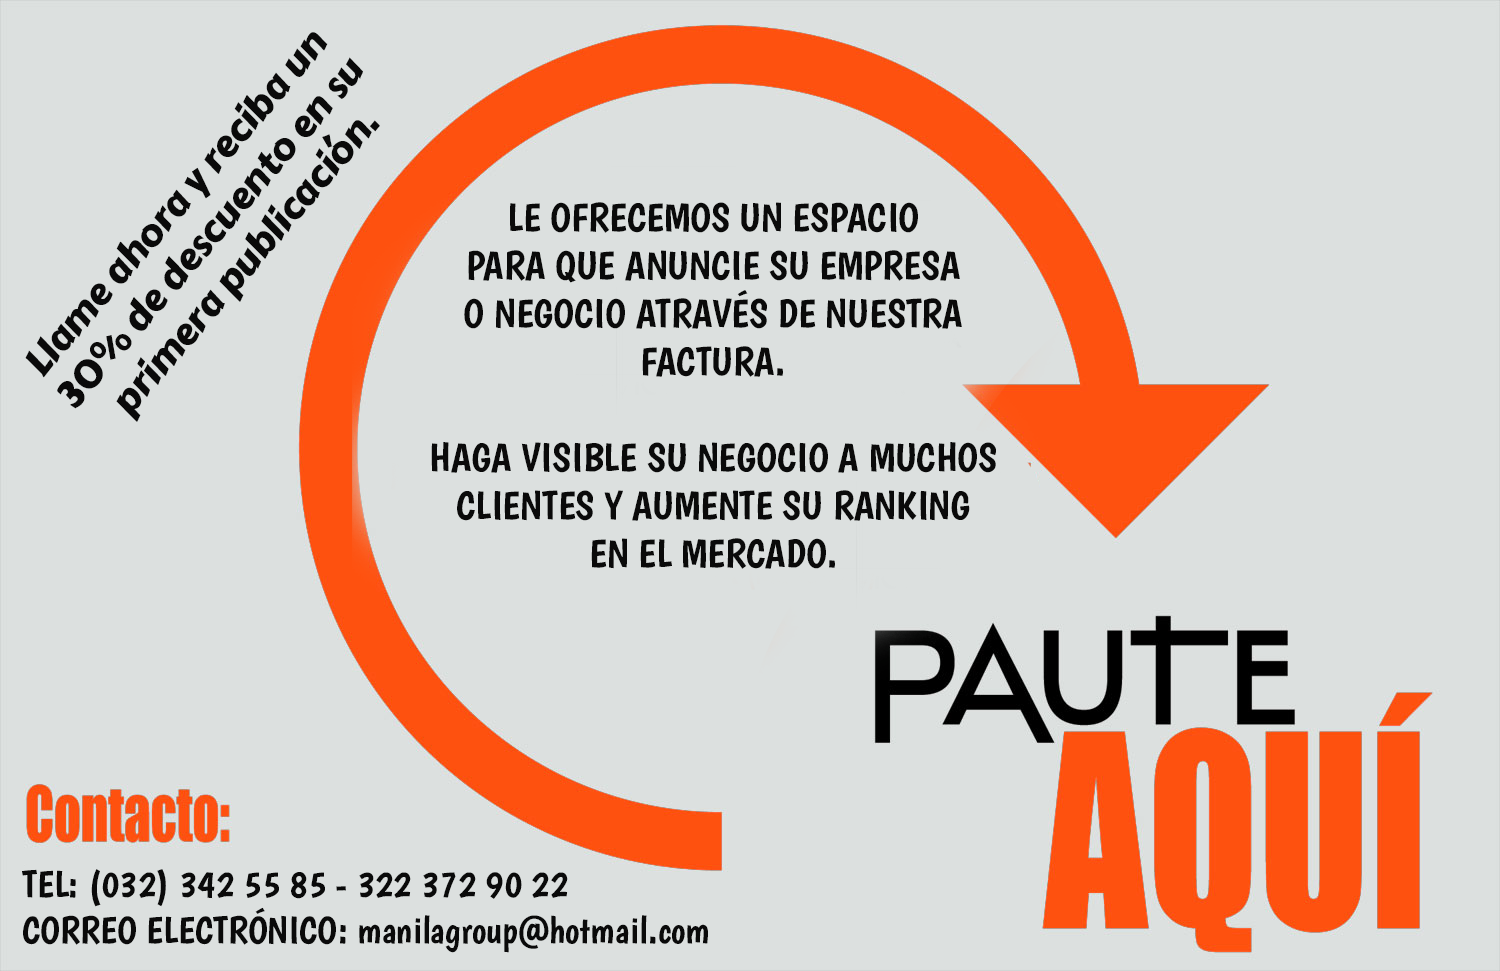 Llame ahora y reciba un
30% de descuento en su
primera publicación.
LE OFRECEMOS UN ESPACIO
PARA QUE ANUNCIE SU EMPRESA
O NEGOCIO ATRAVÉS DE NUESTRA
FACTURA.
HAGA VISIBLE SU NEGOCIO A MUCHOS
CLIENTES Y AUMENTE SU RANKING
EN EL MERCADO.
PAUTE
AQUÍ
Contacto:
TEL: (032) 342 55 85 - 322 372 90 22
CORREO ELECTRÓNICO: manilagroup@hotmail.com